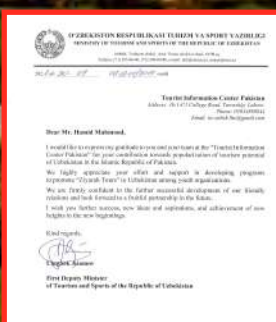 O'ZBEKISTON RESPUBLIKASI TURIZM VA SPORT VAZIRLIGI
MINISTRY OF TOURISM AND SPORTS OF THE REPUBLIC OF UZBEKISTAN
Tourist Information Center Pakistan
Address:
Phone:
Email:
Dear Mr. Hamid Mahmood,
I would like to express my gratitude to you and your team at the "Tourist Information
Center Pakistan" for your contribution towards popularization of tourism potential
of Uzbekistan in the Islamic Republic of Pakistan.
We highly appreciate your effort and support in developing programs
to promote "Ziyarah Tours" to Uzbekistan among youth organizations.
We are firmly confident in the further successful development of our friendly
relations and look forward to a fruitful partnership in the future.
I wish you further success, new ideas and aspirations, and achievement of new
heights in the new beginnings.
Kind regards,
First Deputy Minister
of Tourism and Sports of the Republic of Uzbekistan